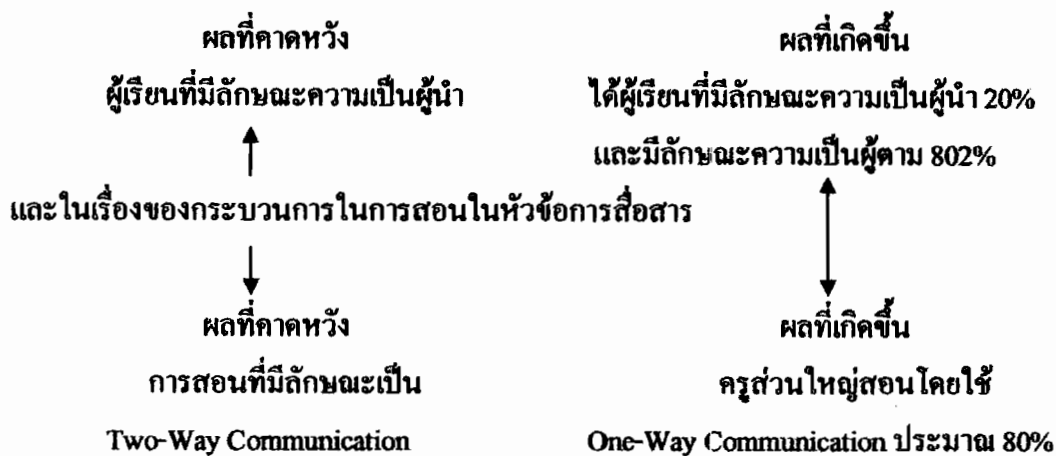 ผลที่คาดหวัง
ผู้เรียนที่มีลักษณะความเป็นผู้นำ
ผลที่เกิดขึ้น
ได้ผู้เรียนที่มีลักษณะความเป็นผู้นำ 20%
และมีลักษณะความเป็นผู้ตาม 802%
และในเรื่องของกระบวนการในการสอนในหัวข้อการสื่อสาร
ผลที่คาดหวัง
การสอนที่มีลักษณะเป็น
Two-Way Communication
ผลที่เกิดขึ้น
ครูส่วนใหญ่สอนโดยใช้
One-Way Communication ประมาณ 80%